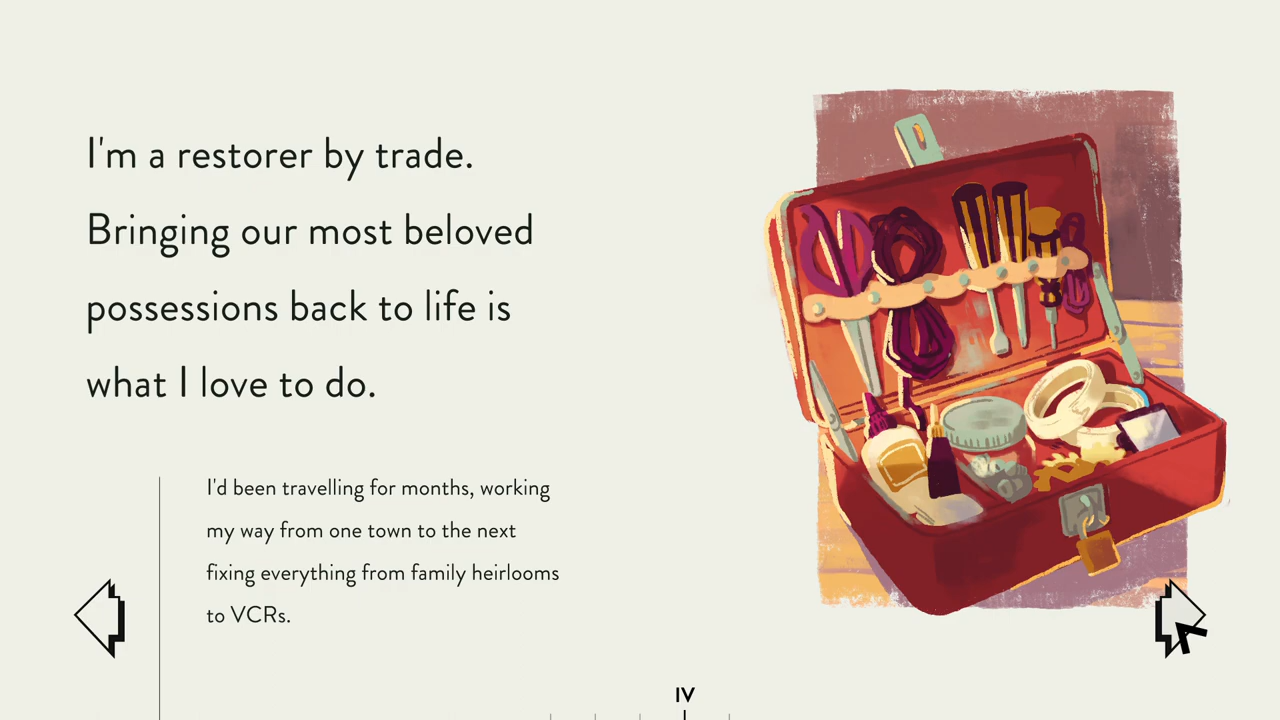 I'm a restorer by trade.
Bringing our most beloved
possessions back to life is
what I love to do.
I'd been travelling for months, working
my way from one town to the next
fixing everything from family heirlooms
to VCRs.
IV